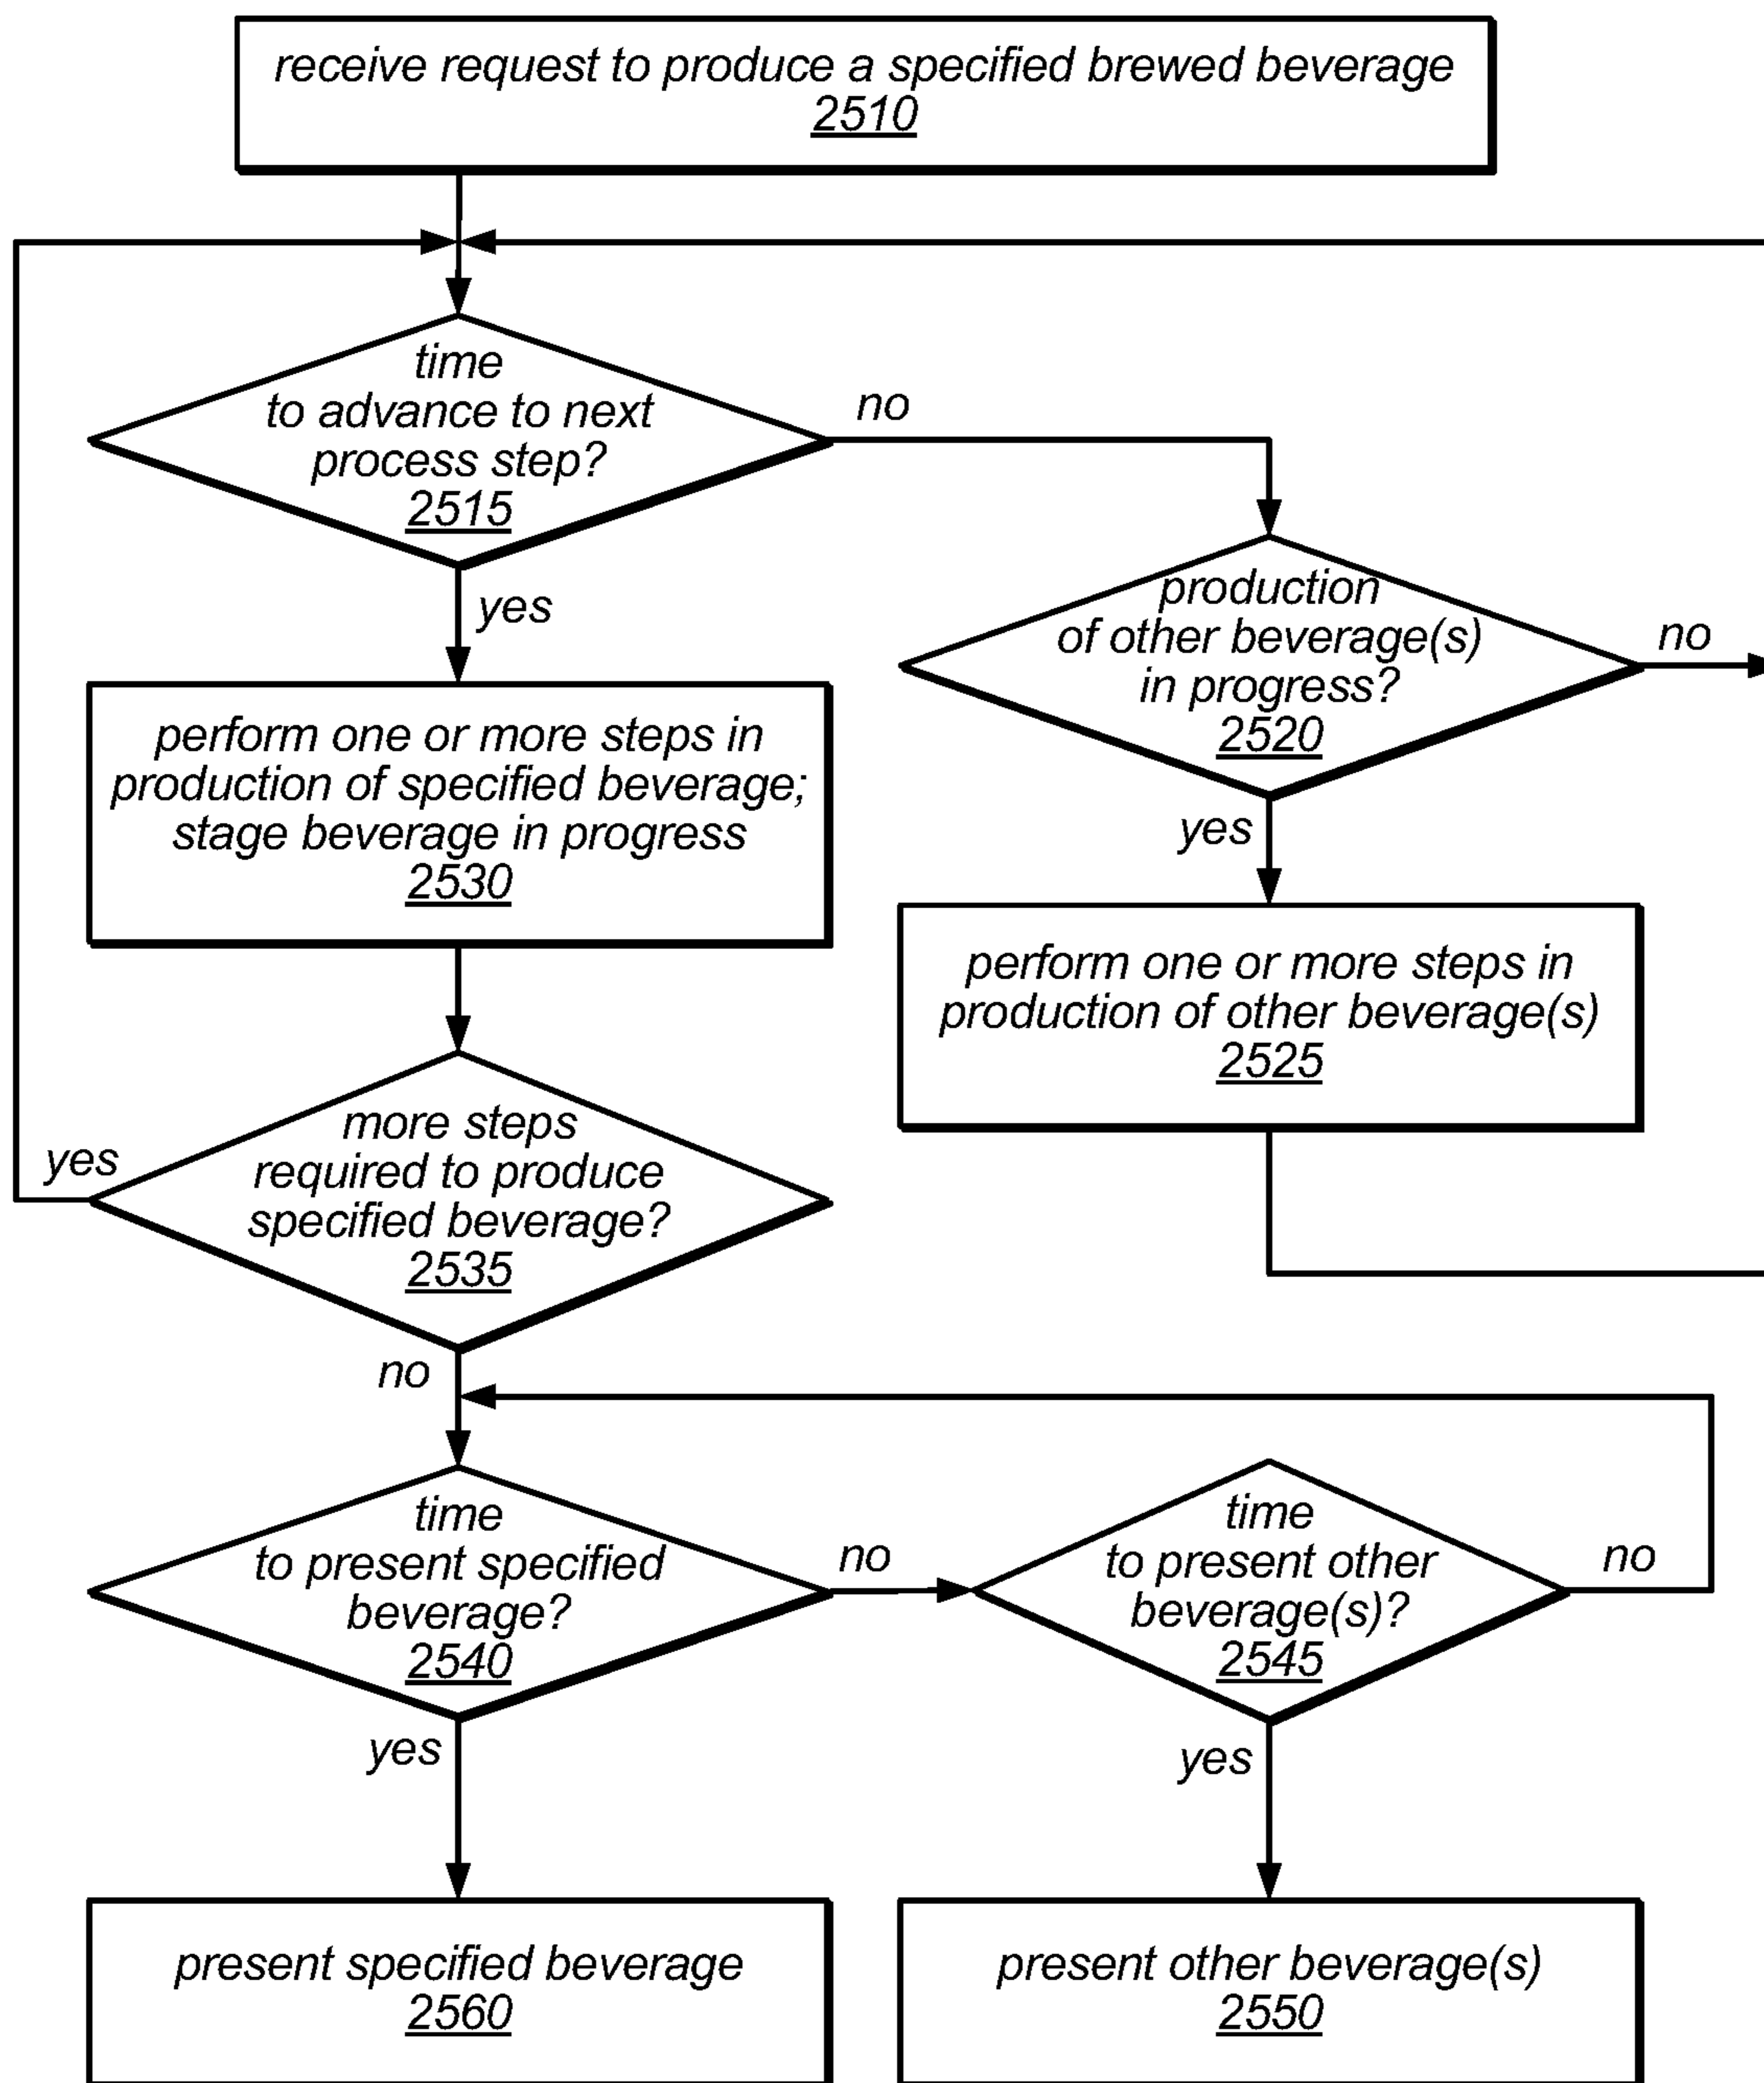 receive request to produce a specified brewed beverage
2510
time
to advance to next
process step?
2515
no
yes
production
of other beverage(s)
in progress?
2520
no
yes
perform one or more steps in
production of specified beverage;
stage beverage in progress
2530
perform one or more steps in
production of other beverage(s)
2525
more steps
required to produce
specified beverage?
2535
yes
no
time
to present specified
beverage?
2540
no
yes
time
to present other
beverage(s)?
2545
no
yes
present specified beverage
2560
present other beverage(s)
2550